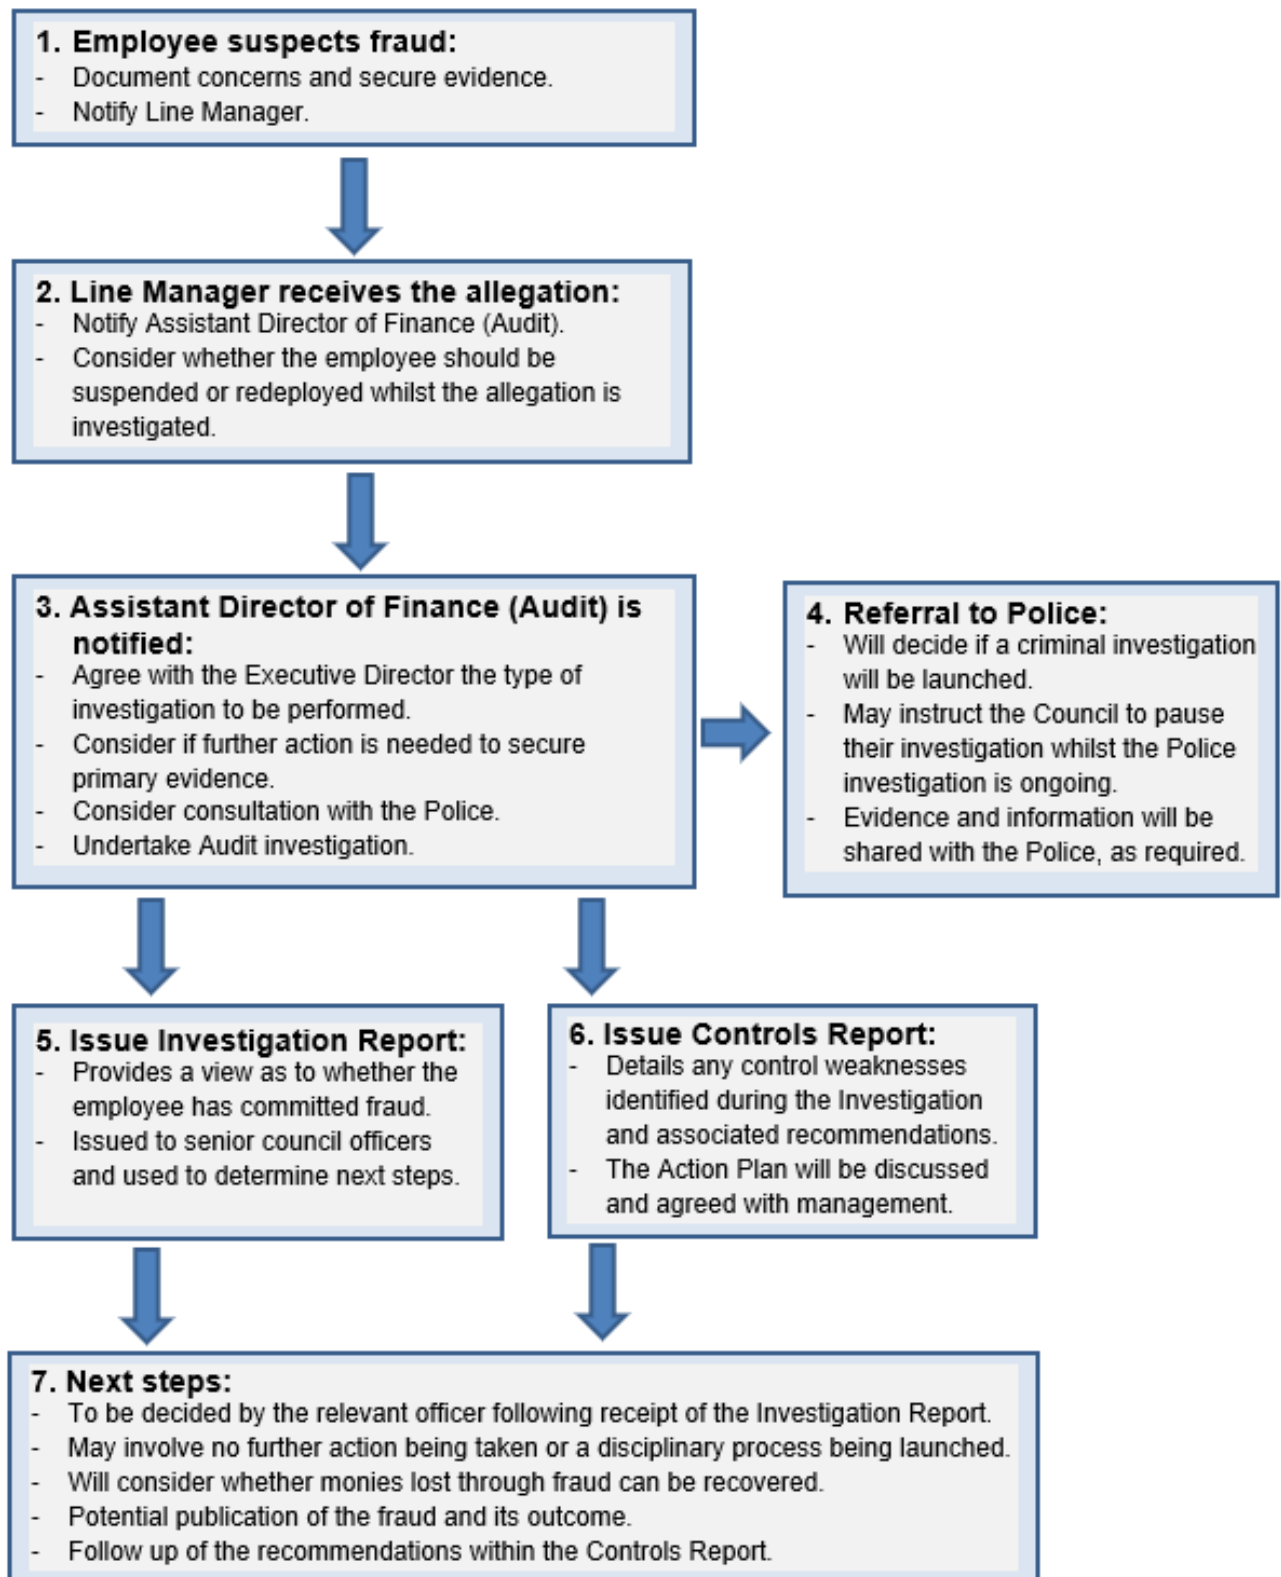 1. Employee suspects fraud:
- Document concerns and secure evidence.
- Notify Line Manager.
2. Line Manager receives the allegation:
- Notify Assistant Director of Finance (Audit).
- Consider whether the employee should be
suspended or redeployed whilst the allegation is
investigated.
3. Assistant Director of Finance (Audit) is
notified:
- Agree with the Executive Director the type of
investigation to be performed.
- Consider if further action is needed to secure
primary evidence.
- Consider consultation with the Police.
- Undertake Audit investigation.
4. Referral to Police:
- Will decide if a criminal investigation
will be launched.
- May instruct the Council to pause
their investigation whilst the Police
investigation is ongoing.
- Evidence and information will be
shared with the Police, as required.
5. Issue Investigation Report:
- Provides a view as to whether the
employee has committed fraud.
- Issued to senior council officers
and used to determine next steps.
6. Issue Controls Report:
- Details any control weaknesses
identified during the Investigation
and associated recommendations.
- The Action Plan will be discussed
and agreed with management.
7. Next steps:
- To be decided by the relevant officer following receipt of the Investigation Report.
- May involve no further action being taken or a disciplinary process being launched.
- Will consider whether monies lost through fraud can be recovered.
- Potential publication of the fraud and its outcome.
- Follow up of the recommendations within the Controls Report.